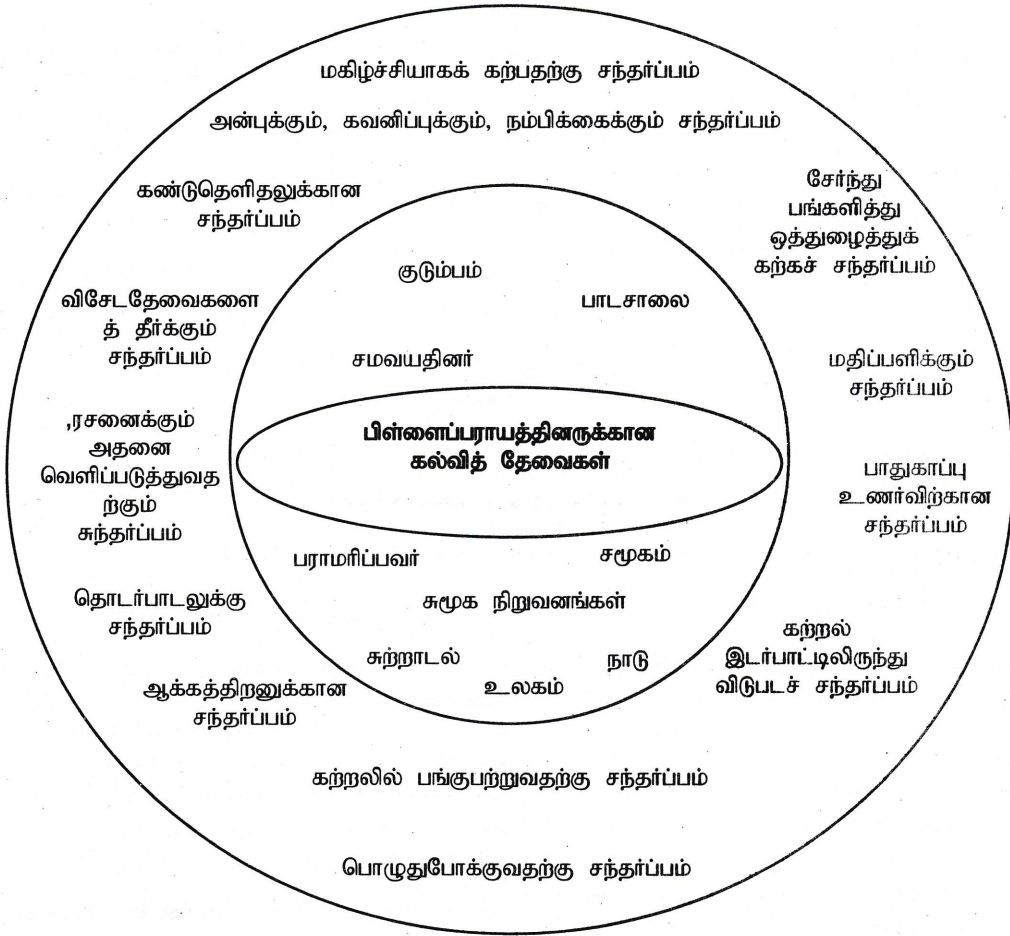 மகிழ்ச்சியாகக் கற்பதற்கு சந்தர்ப்பம்
அன்புக்கும், கவனிப்புக்கும், நம்பிக்கைக்கும் சந்தர்ப்பம்
கண்டுதெளிதலுக்கான
சந்தர்ப்பம்
சேர்ந்து
பங்களித்து
ஒத்துழைத்துக்
கற்கச் சந்தர்ப்பம்
குடும்பம்
பாடசாலை
விசேடதேவைகளை
த் தீர்க்கும்
சந்தர்ப்பம்
சமவயதினர்
மதிப்பளிக்கும்
சந்தர்ப்பம்
,ரசனைக்கும்
அதனை
வெளிப்படுத்துவத
ற்கும்
சுந்தர்ப்பம்
பிள்ளைப்பராயத்தினருக்கான
கல்வித் தேவைகள்
பாதுகாப்பு
உணர்விற்கான
சந்தர்ப்பம்
பராமரிப்பவர்
சமூகம்
சுமூக நிறுவனங்கள்
தொடர்பாடலுக்கு
சந்தர்ப்பம்
சுற்றாடல்
நாடு
உலகம்
கற்றல்
இடர்பாட்டிலிருந்து
விடுபடச் சந்தர்ப்பம்
ஆக்கத்திறனுக்கான
சந்தர்ப்பம்
கற்றலில் பங்குபற்றுவதற்கு சந்தர்ப்பம்
பொழுதுபோக்குவதற்கு சந்தர்ப்பம்